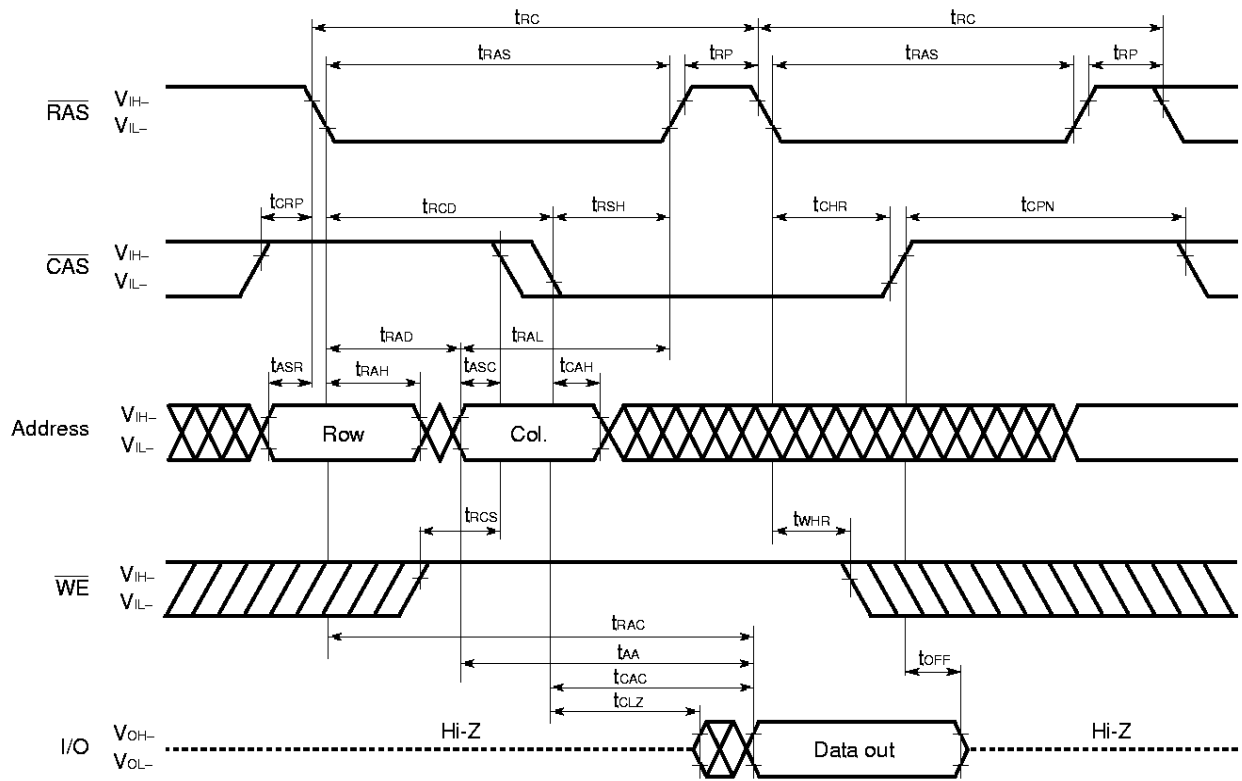 tRC tRC
tRAS tRP tRAS tRP
RAS VIH–
VIL–
tCRP tRCD tRSH tCHR tCPN
CAS VIH–
VIL–
tRAD tRAL
tASR tRAH tASC tCAH
Address VIH–
VIL–
Row Col.
tRCS tWHR
WE VIH–
VIL–
tRAC
tAA tOFF
tCAC
tCLZ
I/O VOH–
VOL–
Hi-Z Data out Hi-Z